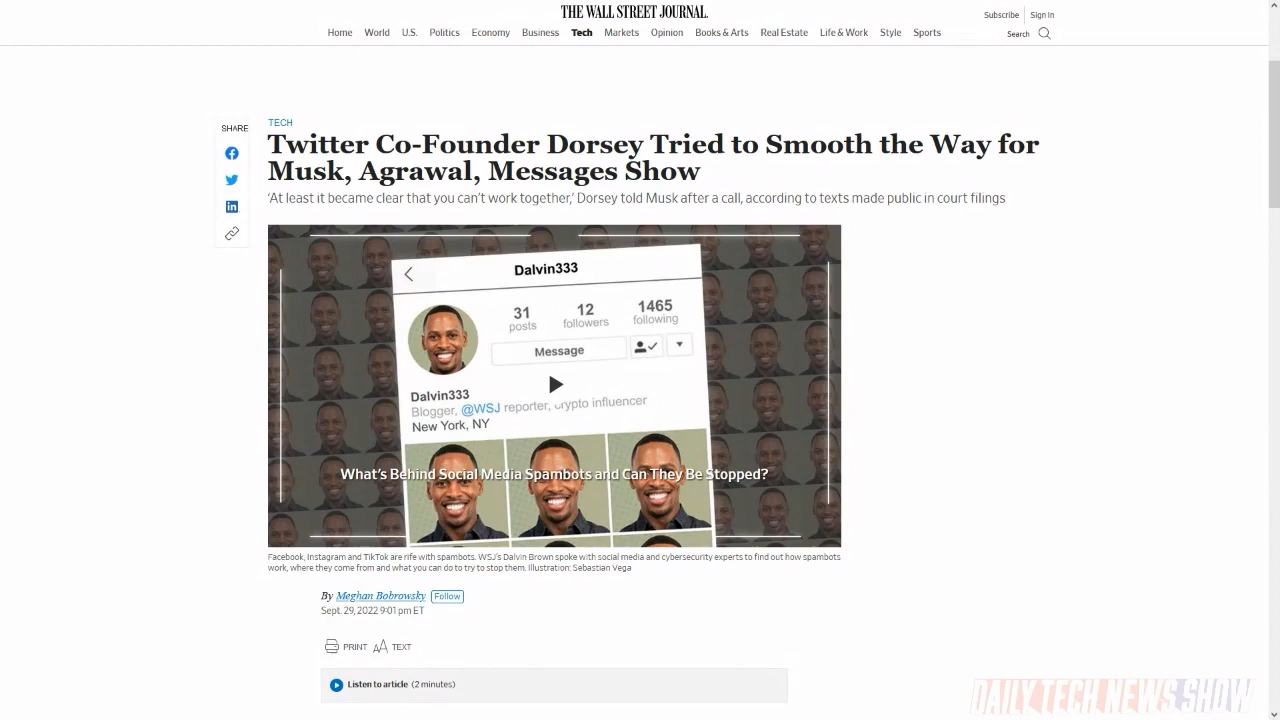 THE WALL STREET JOURNAL.
Subscribe Sign In
Home World U.S. Politics Economy Business Tech Markets Opinion Books & Arts Real Estate Life & Work Style Sports
Search
SHARE
TECH
Twitter Co-Founder Dorsey Tried to Smooth the Way for
Musk, Agrawal, Messages Show
‘At least it became clear that you can’t work together,’ Dorsey told Musk after a call, according to texts made public in court filings
Dalvin333
31 12 1465
posts followers following
Message
Dalvin333
Blogger, @WSJ reporter, crypto influencer
New York, NY
What’s Behind Social Media Spambots and Can They Be Stopped?
Facebook, Instagram and TikTok are rife with spambots. WSJ’s Dalvin Brown spoke with social media and cybersecurity experts to find out how spambots
work, where they come from and what you can do to try to stop them. Illustration: Sebastian Vega
By Meghan Bobrowsky Follow
Sept. 29, 2022 9:01 pm ET
PRINT AA TEXT
Listen to article (2 minutes)
DAILY TECH NEWS SHOW